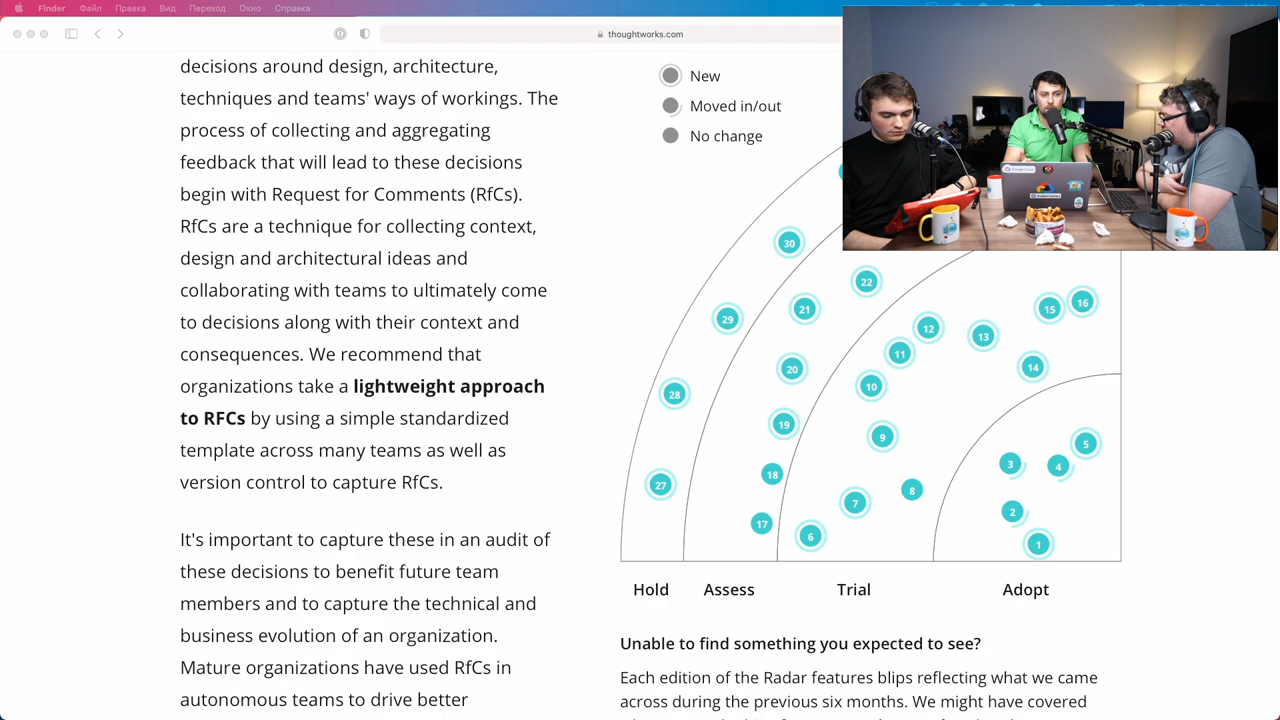 Finder Файл Правка Вид Переход Окно Справка
thoughtworks.com
decisions around design, architecture,
techniques and teams' ways of workings. The
process of collecting and aggregating
feedback that will lead to these decisions
begin with Request for Comments (RfCs).
RfCs are a technique for collecting context,
design and architectural ideas and
collaborating with teams to ultimately come
to decisions along with their context and
consequences. We recommend that
organizations take a lightweight approach
to RFCs by using a simple standardized
template across many teams as well as
version control to capture RfCs.
It's important to capture these in an audit of
these decisions to benefit future team
members and to capture the technical and
business evolution of an organization.
Mature organizations have used RfCs in
autonomous teams to drive better
New
Moved in/out
No change
30
22
29
21
15
16
12
13
11
14
20
10
28
19
9
5
3
4
18
27
8
7
2
17
6
1
Hold Assess Trial Adopt
Unable to find something you expected to see?
Each edition of the Radar features blips reflecting what we came
across during the previous six months. We might have covered